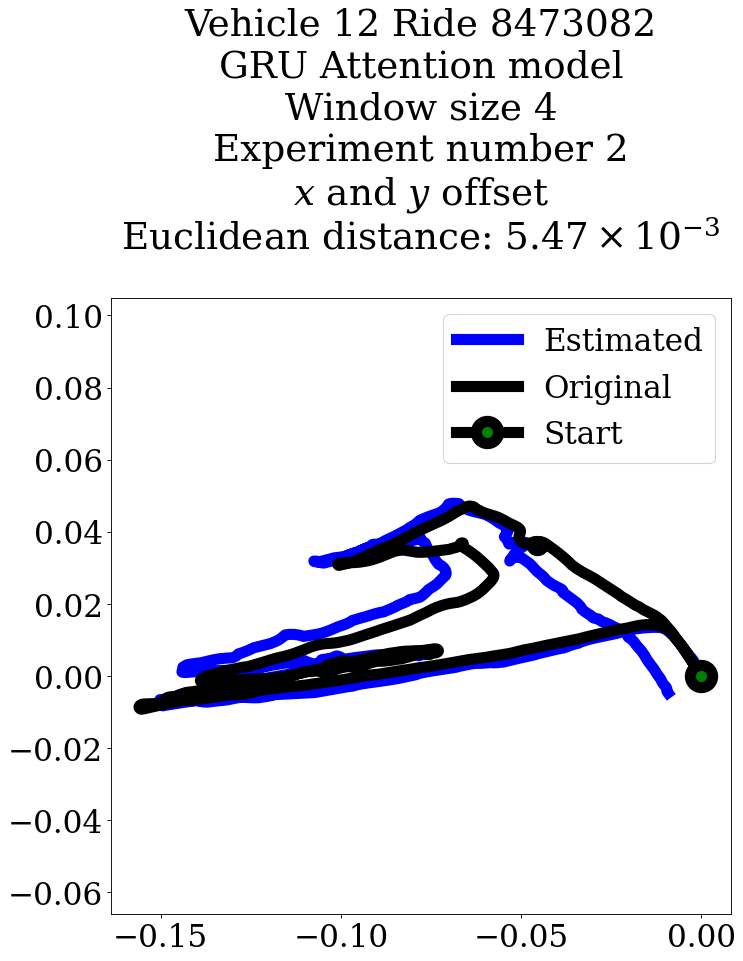 Vehicle 12 Ride 8473082
GRU Attention model
Window size 4
Experiment number 2
x and y offset
Euclidean distance: 5.47 × 10⁻³
Estimated
Original
Start
0.10
0.08
0.06
0.04
0.02
0.00
−0.02
−0.04
−0.06
−0.15 −0.10 −0.05 0.00